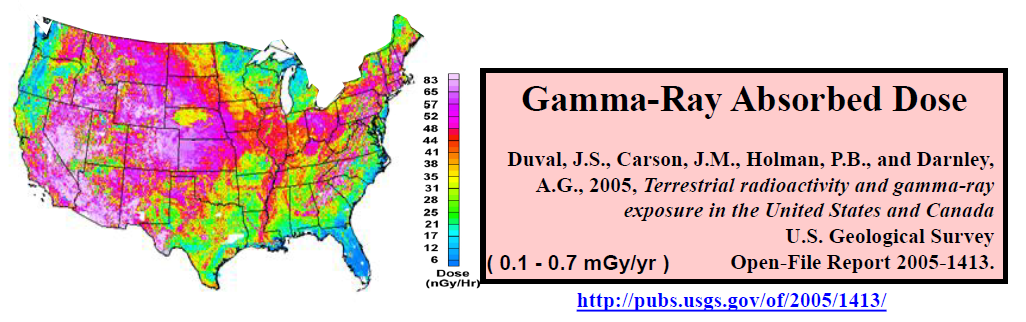 83
65
57
52
48
44
41
38
35
31
28
25
21
17
12
6
Dose
(nGy/Hr)
Gamma-Ray Absorbed Dose
Duval, J.S., Carson, J.M., Holman, P.B., and Darnley,
A.G., 2005, Terrestrial radioactivity and gamma-ray
exposure in the United States and Canada
U.S. Geological Survey
( 0.1 - 0.7 mGy/yr ) Open-File Report 2005-1413.
http://pubs.usgs.gov/of/2005/1413/